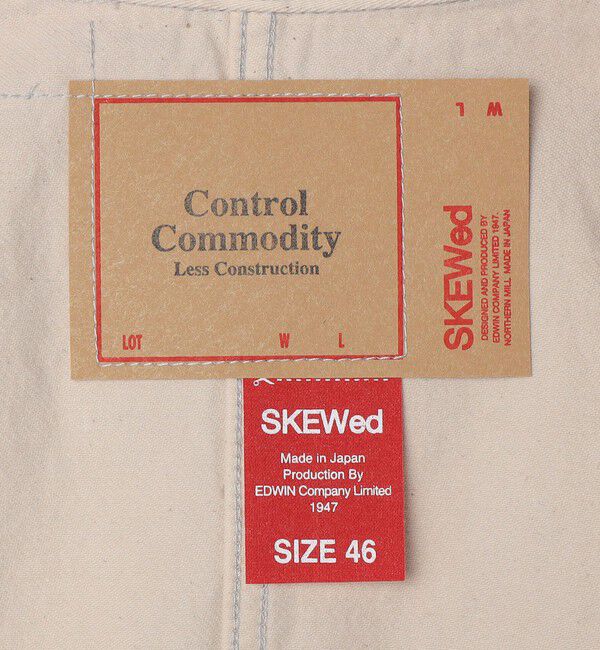 Control
Commodity
Less Construction
LOT W L
W L
SKEWed
DESIGNED AND PRODUCED BY
EDWIN COMPANY LIMITED 1947.
NORTHERN MILL MADE IN JAPAN
SKEWed
Made in Japan
Production By
EDWIN Company Limited
1947
SIZE 46